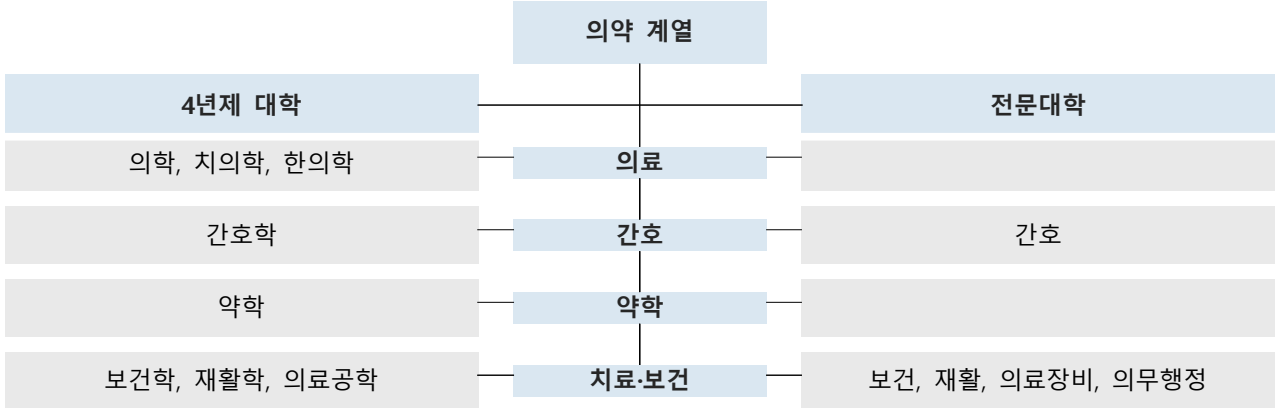 의약 계열
4년제 대학
전문대학
의학, 치의학, 한의학
의료
간호학
간호
간호
약학
약학
보건학, 재활학, 의료공학
치료·보건
보건, 재활, 의료장비, 의무행정